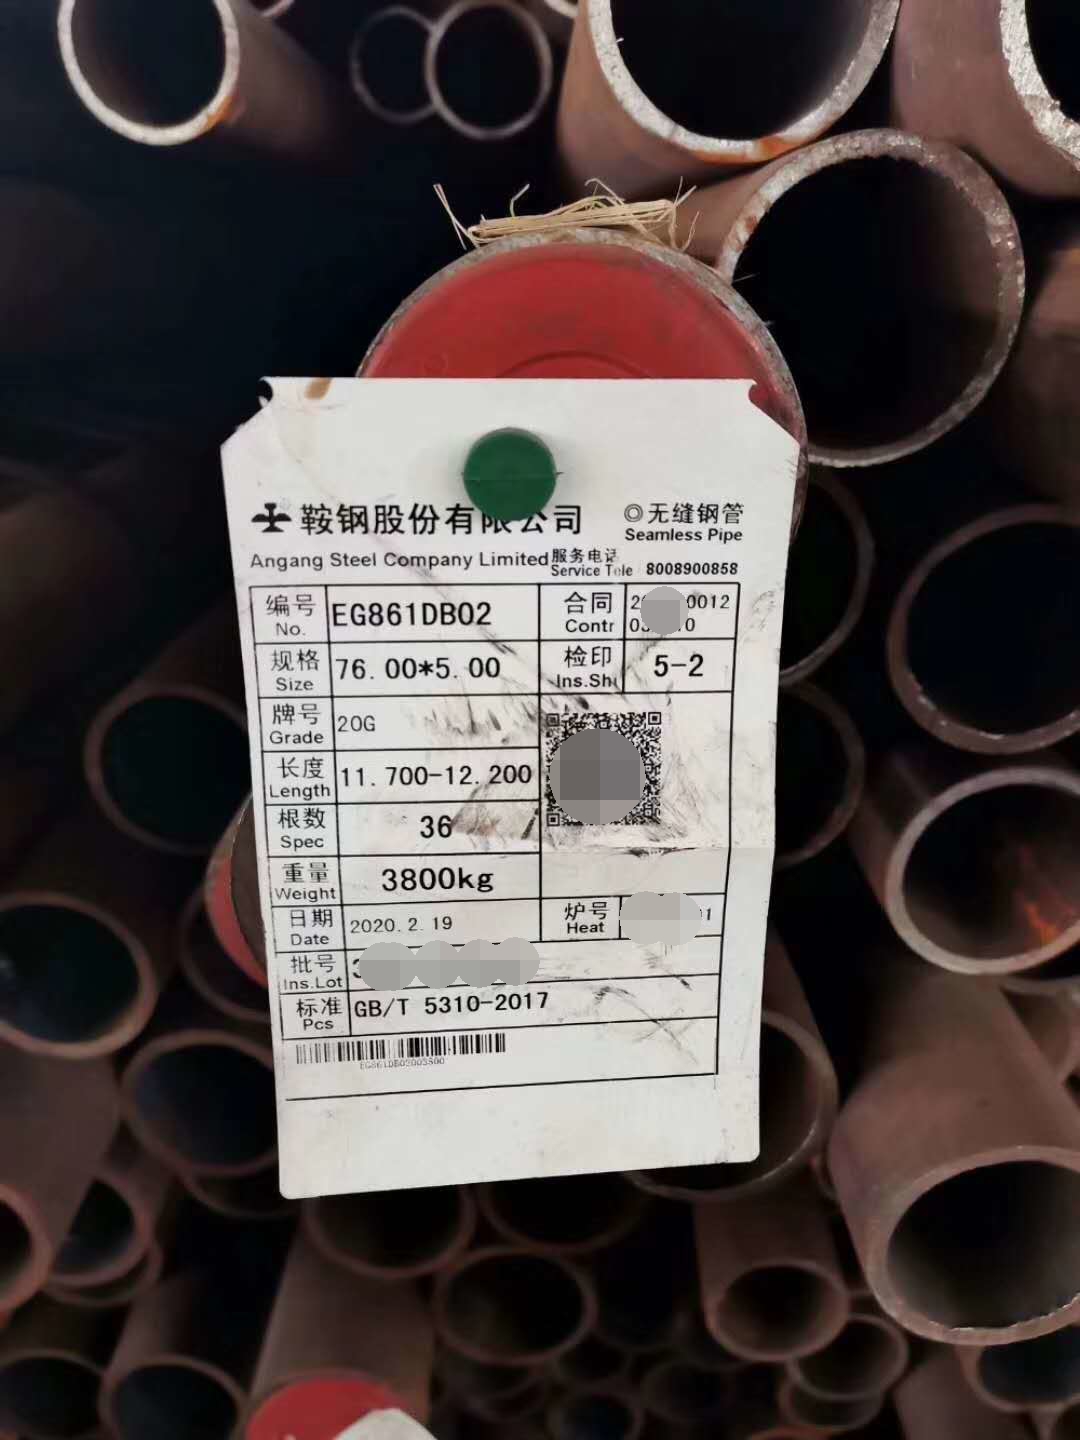 鞍钢股份有限公司 ◎无缝钢管
Seamless Pipe
Angang Steel Company Limited 服务电话
Service Tele 8008900858
编号 EG861DB02 合同 0012
No. Contr
规格 76.00*5.00 检印 5-2
Size Ins.
牌号 20G
Grade
长度 11.700-12.200
Length
根数 36
Spec
重量 3800kg
Weight
日期 2020.2.19 炉号
Date Heat
批号
Ins.Lot
标准 GB/T 5310-2017
Pcs